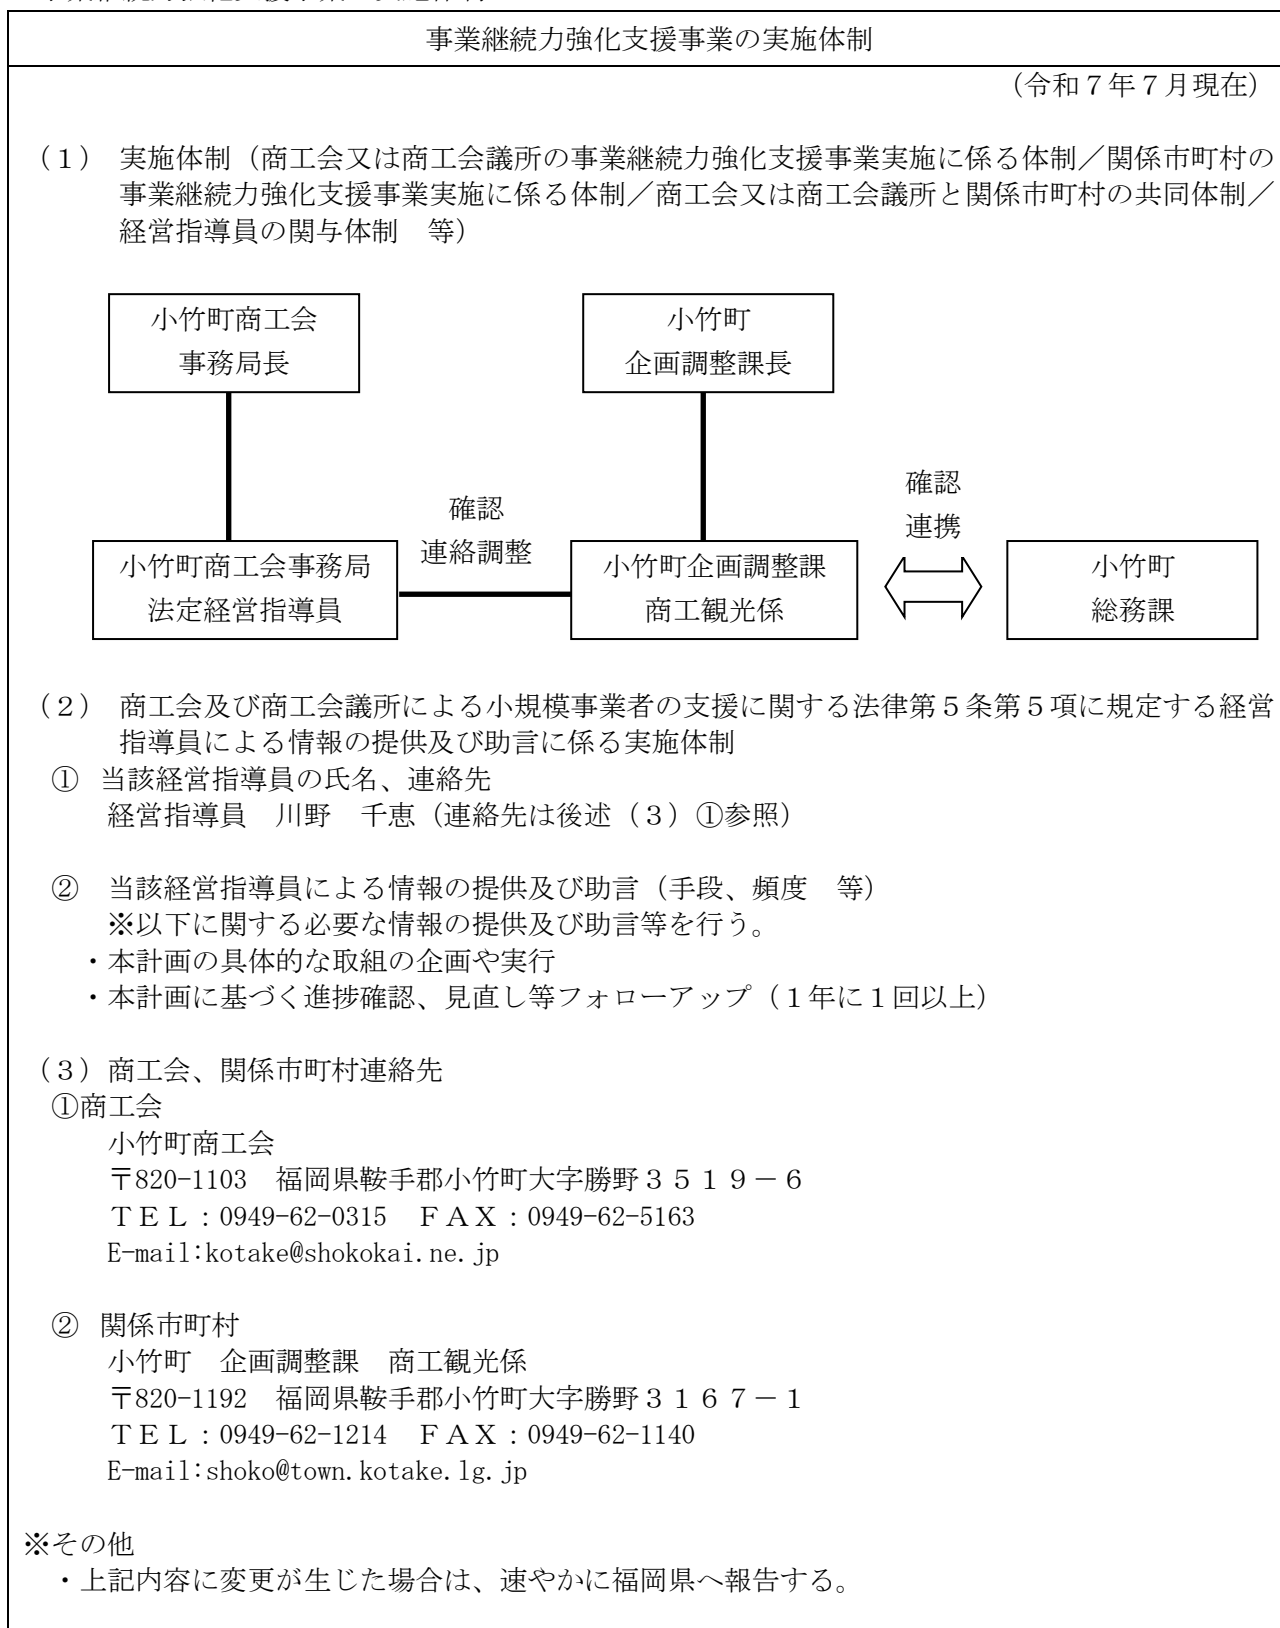 事業継続力強化支援事業の実施体制
（令和７年７月現在）
（１） 実施体制（商工会又は商工会議所の事業継続力強化支援事業実施に係る体制／関係市町村の
事業継続力強化支援事業実施に係る体制／商工会又は商工会議所と関係市町村の共同体制／
経営指導員の関与体制　等）
小竹町商工会
事務局長
小竹町
企画調整課長
確認
連絡調整
確認
連携
小竹町商工会事務局
法定経営指導員
小竹町企画調整課
商工観光係
小竹町
総務課
（２） 商工会及び商工会議所による小規模事業者の支援に関する法律第５条第５項に規定する経営
指導員による情報の提供及び助言に係る実施体制
① 当該経営指導員の氏名、連絡先
経営指導員　川野　千恵（連絡先は後述（３）①参照）
② 当該経営指導員による情報の提供及び助言（手段、頻度　等）
※以下に関する必要な情報の提供及び助言等を行う。
・本計画の具体的な取組の企画や実行
・本計画に基づく進捗確認、見直し等フォローアップ（１年に１回以上）
（３）商工会、関係市町村連絡先
①商工会
小竹町商工会
〒820-1103　福岡県鞍手郡小竹町大字勝野３５１９－６
ＴＥＬ：0949-62-0315　ＦＡＸ：0949-62-5163
E-mail:kotake@shokokai.ne.jp
② 関係市町村
小竹町　企画調整課　商工観光係
〒820-1192　福岡県鞍手郡小竹町大字勝野３１６７－１
ＴＥＬ：0949-62-1214　ＦＡＸ：0949-62-1140
E-mail:shoko@town.kotake.lg.jp
※その他
・上記内容に変更が生じた場合は、速やかに福岡県へ報告する。